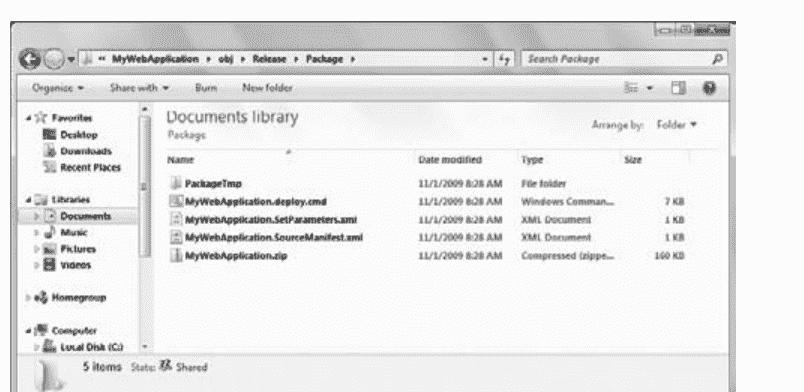 « MyWebApplication ▸ obj ▸ Release ▸ Package ▸ Search Package
Organize Share with Burn New folder
Favorites
Desktop
Downloads
Recent Places
Libraries
Documents
Music
Pictures
Videos
Homegroup
Computer
Local Disk (C:)
Documents library
Package
Arrange by: Folder
Name Date modified Type Size
PackageTmp 11/1/2009 8:28 AM File folder
MyWebApplication.deploy.cmd 11/1/2009 8:28 AM Windows Comman... 7 KB
MyWebApplication.SetParameters.xml 11/1/2009 8:28 AM XML Document 1 KB
MyWebApplication.SourceManifest.xml 11/1/2009 8:28 AM XML Document 1 KB
MyWebApplication.zip 11/1/2009 8:28 AM Compressed (zippe... 160 KB
5 items State: Shared